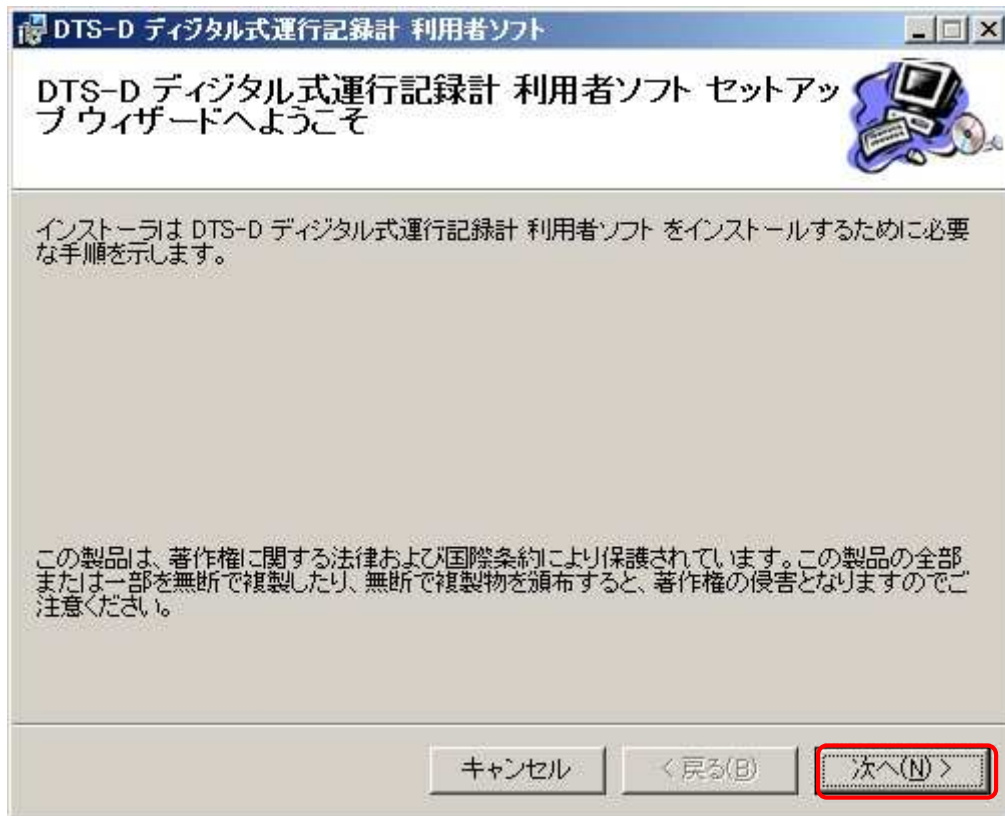 DTS-D ディジタル式運行記録計 利用者ソフト
DTS-D ディジタル式運行記録計 利用者ソフト セットアッ
プ ウィザードへようこそ
インストーラは DTS-D ディジタル式運行記録計 利用者ソフト をインストールするために必要
な手順を示します。
この製品は、著作権に関する法律および国際条約により保護されています。この製品の全部
または一部を無断で複製したり、無断で複製物を頒布すると、著作権の侵害となりますのでご
注意ください。
キャンセル
< 戻る(B)
次へ(N) >